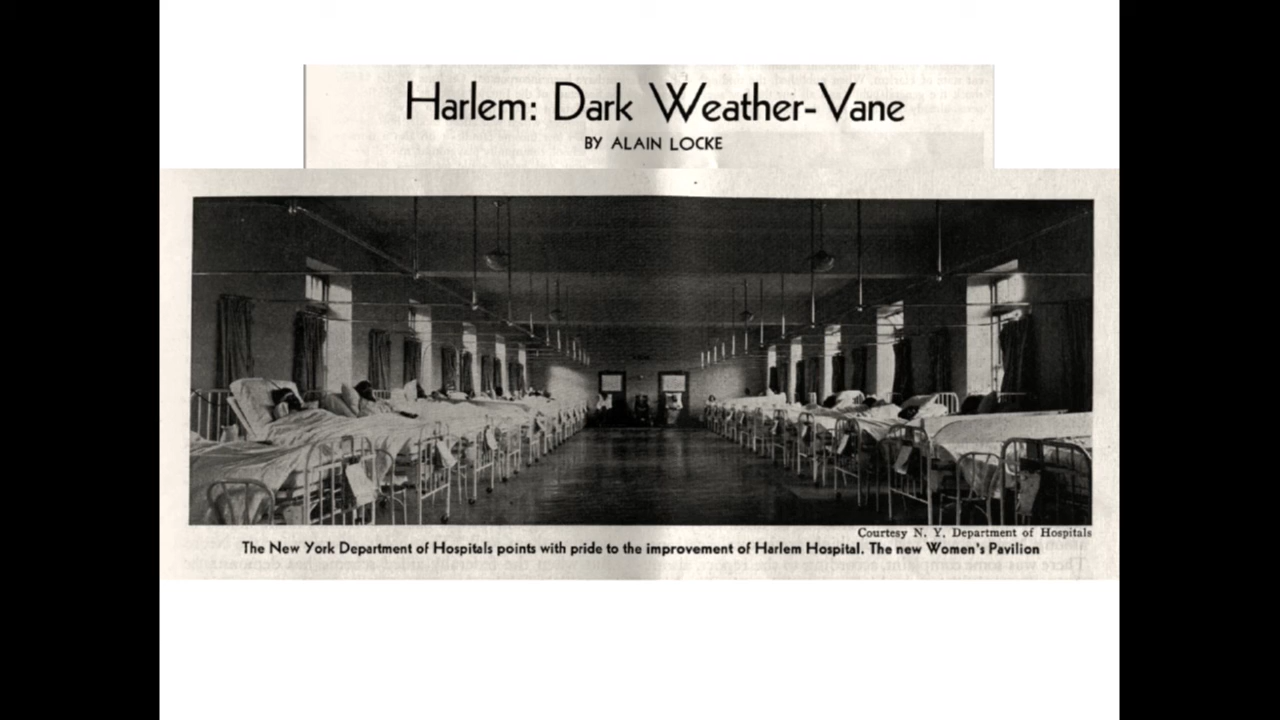 Harlem: Dark Weather-Vane
BY ALAIN LOCKE
Courtesy N. Y. Department of Hospitals
The New York Department of Hospitals points with pride to the improvement of Harlem Hospital. The new Women's Pavilion